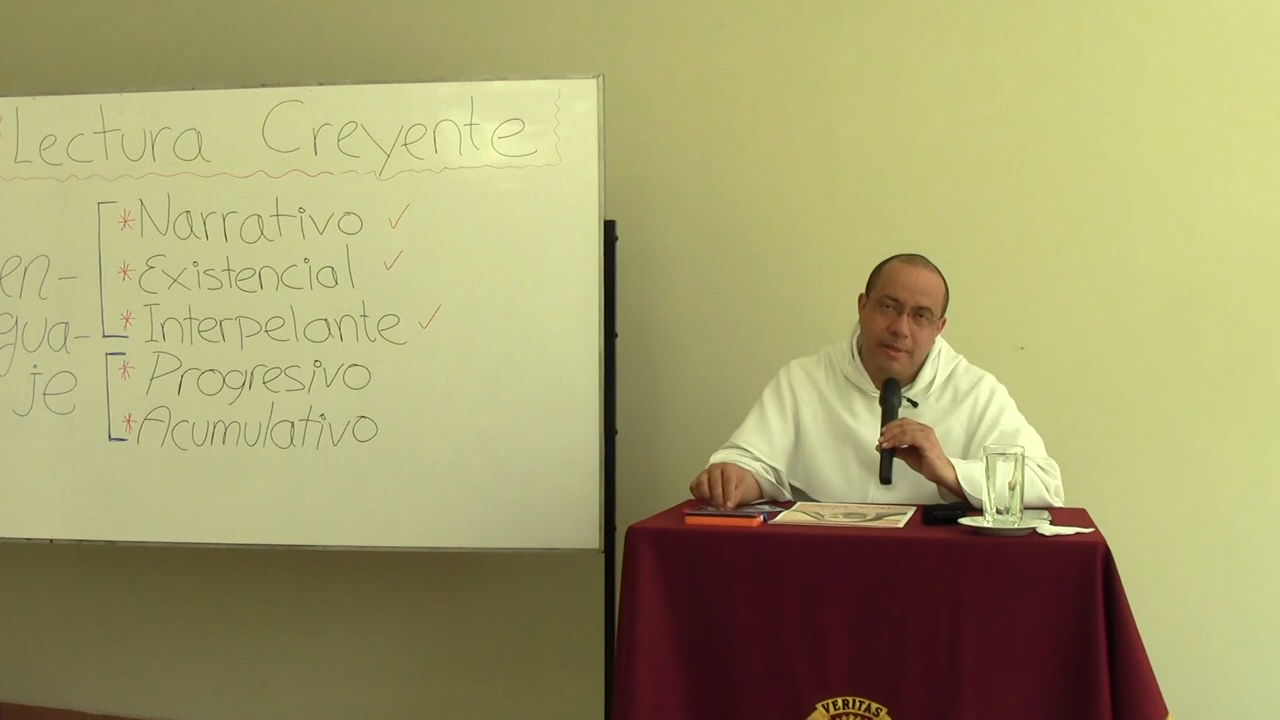 Lectura Creyente
* Narrativo ✓
* Existencial ✓
* Interpelante ✓
* Progresivo
* Acumulativo
en-
gua-
je
VERITAS